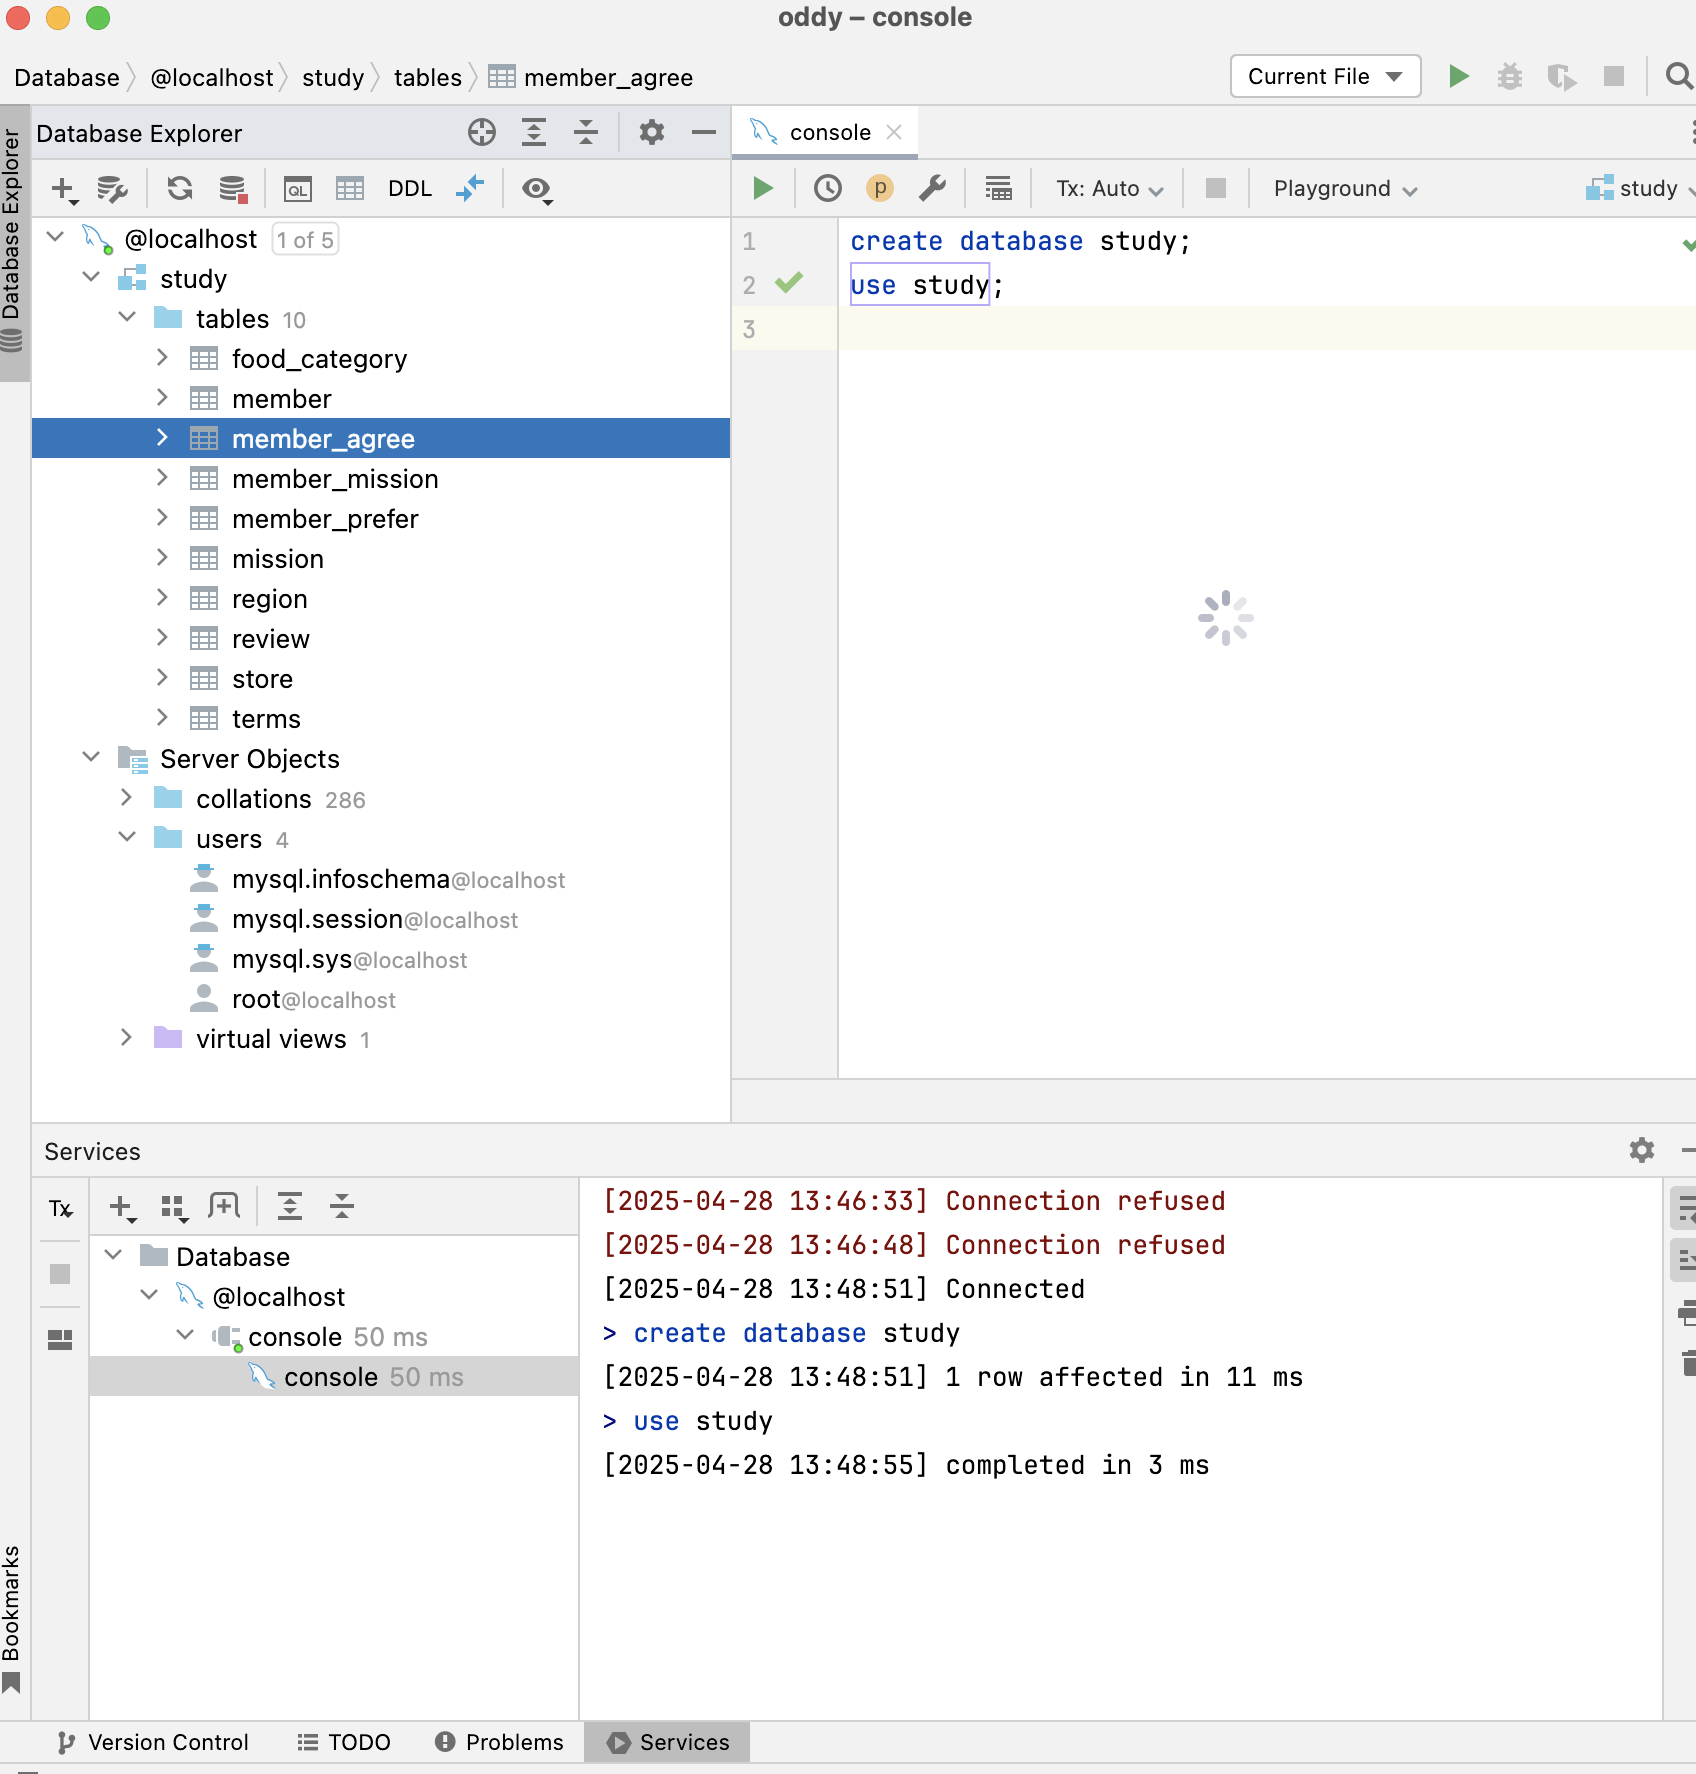 oddy – console
Database
@localhost
study
tables
member_agree
Current File
Database Explorer
Database Explorer
console
QL
DDL
p
Tx: Auto
Playground
study
@localhost 1 of 5
study
tables 10
food_category
member
member_agree
member_mission
member_prefer
mission
region
review
store
terms
Server Objects
collations 286
users 4
mysql.infoschema@localhost
mysql.session@localhost
mysql.sys@localhost
root@localhost
virtual views 1
1 create database study;
2 use study;
3
Services
Tx
Database
@localhost
console 50 ms
console 50 ms
[2025-04-28 13:46:33] Connection refused
[2025-04-28 13:46:48] Connection refused
[2025-04-28 13:48:51] Connected
> create database study
[2025-04-28 13:48:51] 1 row affected in 11 ms
> use study
[2025-04-28 13:48:55] completed in 3 ms
Bookmarks
Version Control
TODO
Problems
Services